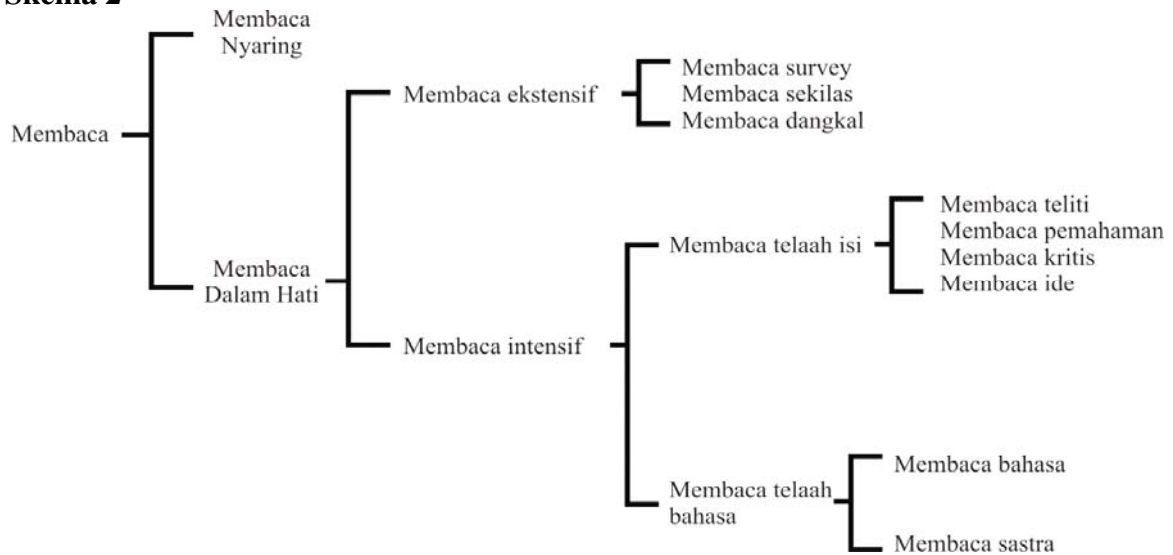 Skema 2
Membaca
Membaca
Nyaring
Membaca
Dalam Hati
Membaca ekstensif
Membaca survey
Membaca sekilas
Membaca dangkal
Membaca intensif
Membaca telaah isi
Membaca teliti
Membaca pemahaman
Membaca kritis
Membaca ide
Membaca telaah
bahasa
Membaca bahasa
Membaca sastra